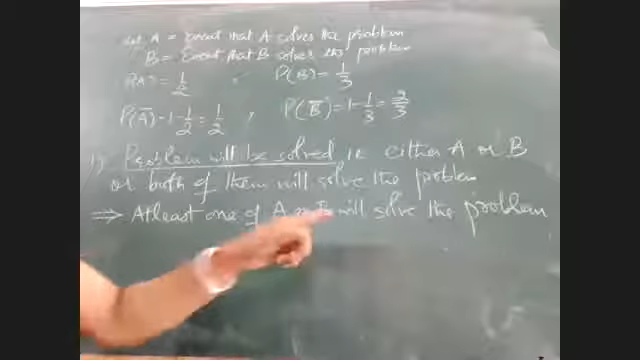 Let A = Event that A solves the problem
B = Event that B solves the problem
P(A) = 1/2 , P(B) = 1/3
P(A̅) = 1 - 1/2 = 1/2 , P(B̅) = 1 - 1/3 = 2/3
1) Problem will be solved ie either A or B
or both of them will solve the problem
⇒ Atleast one of A or B will solve the problem